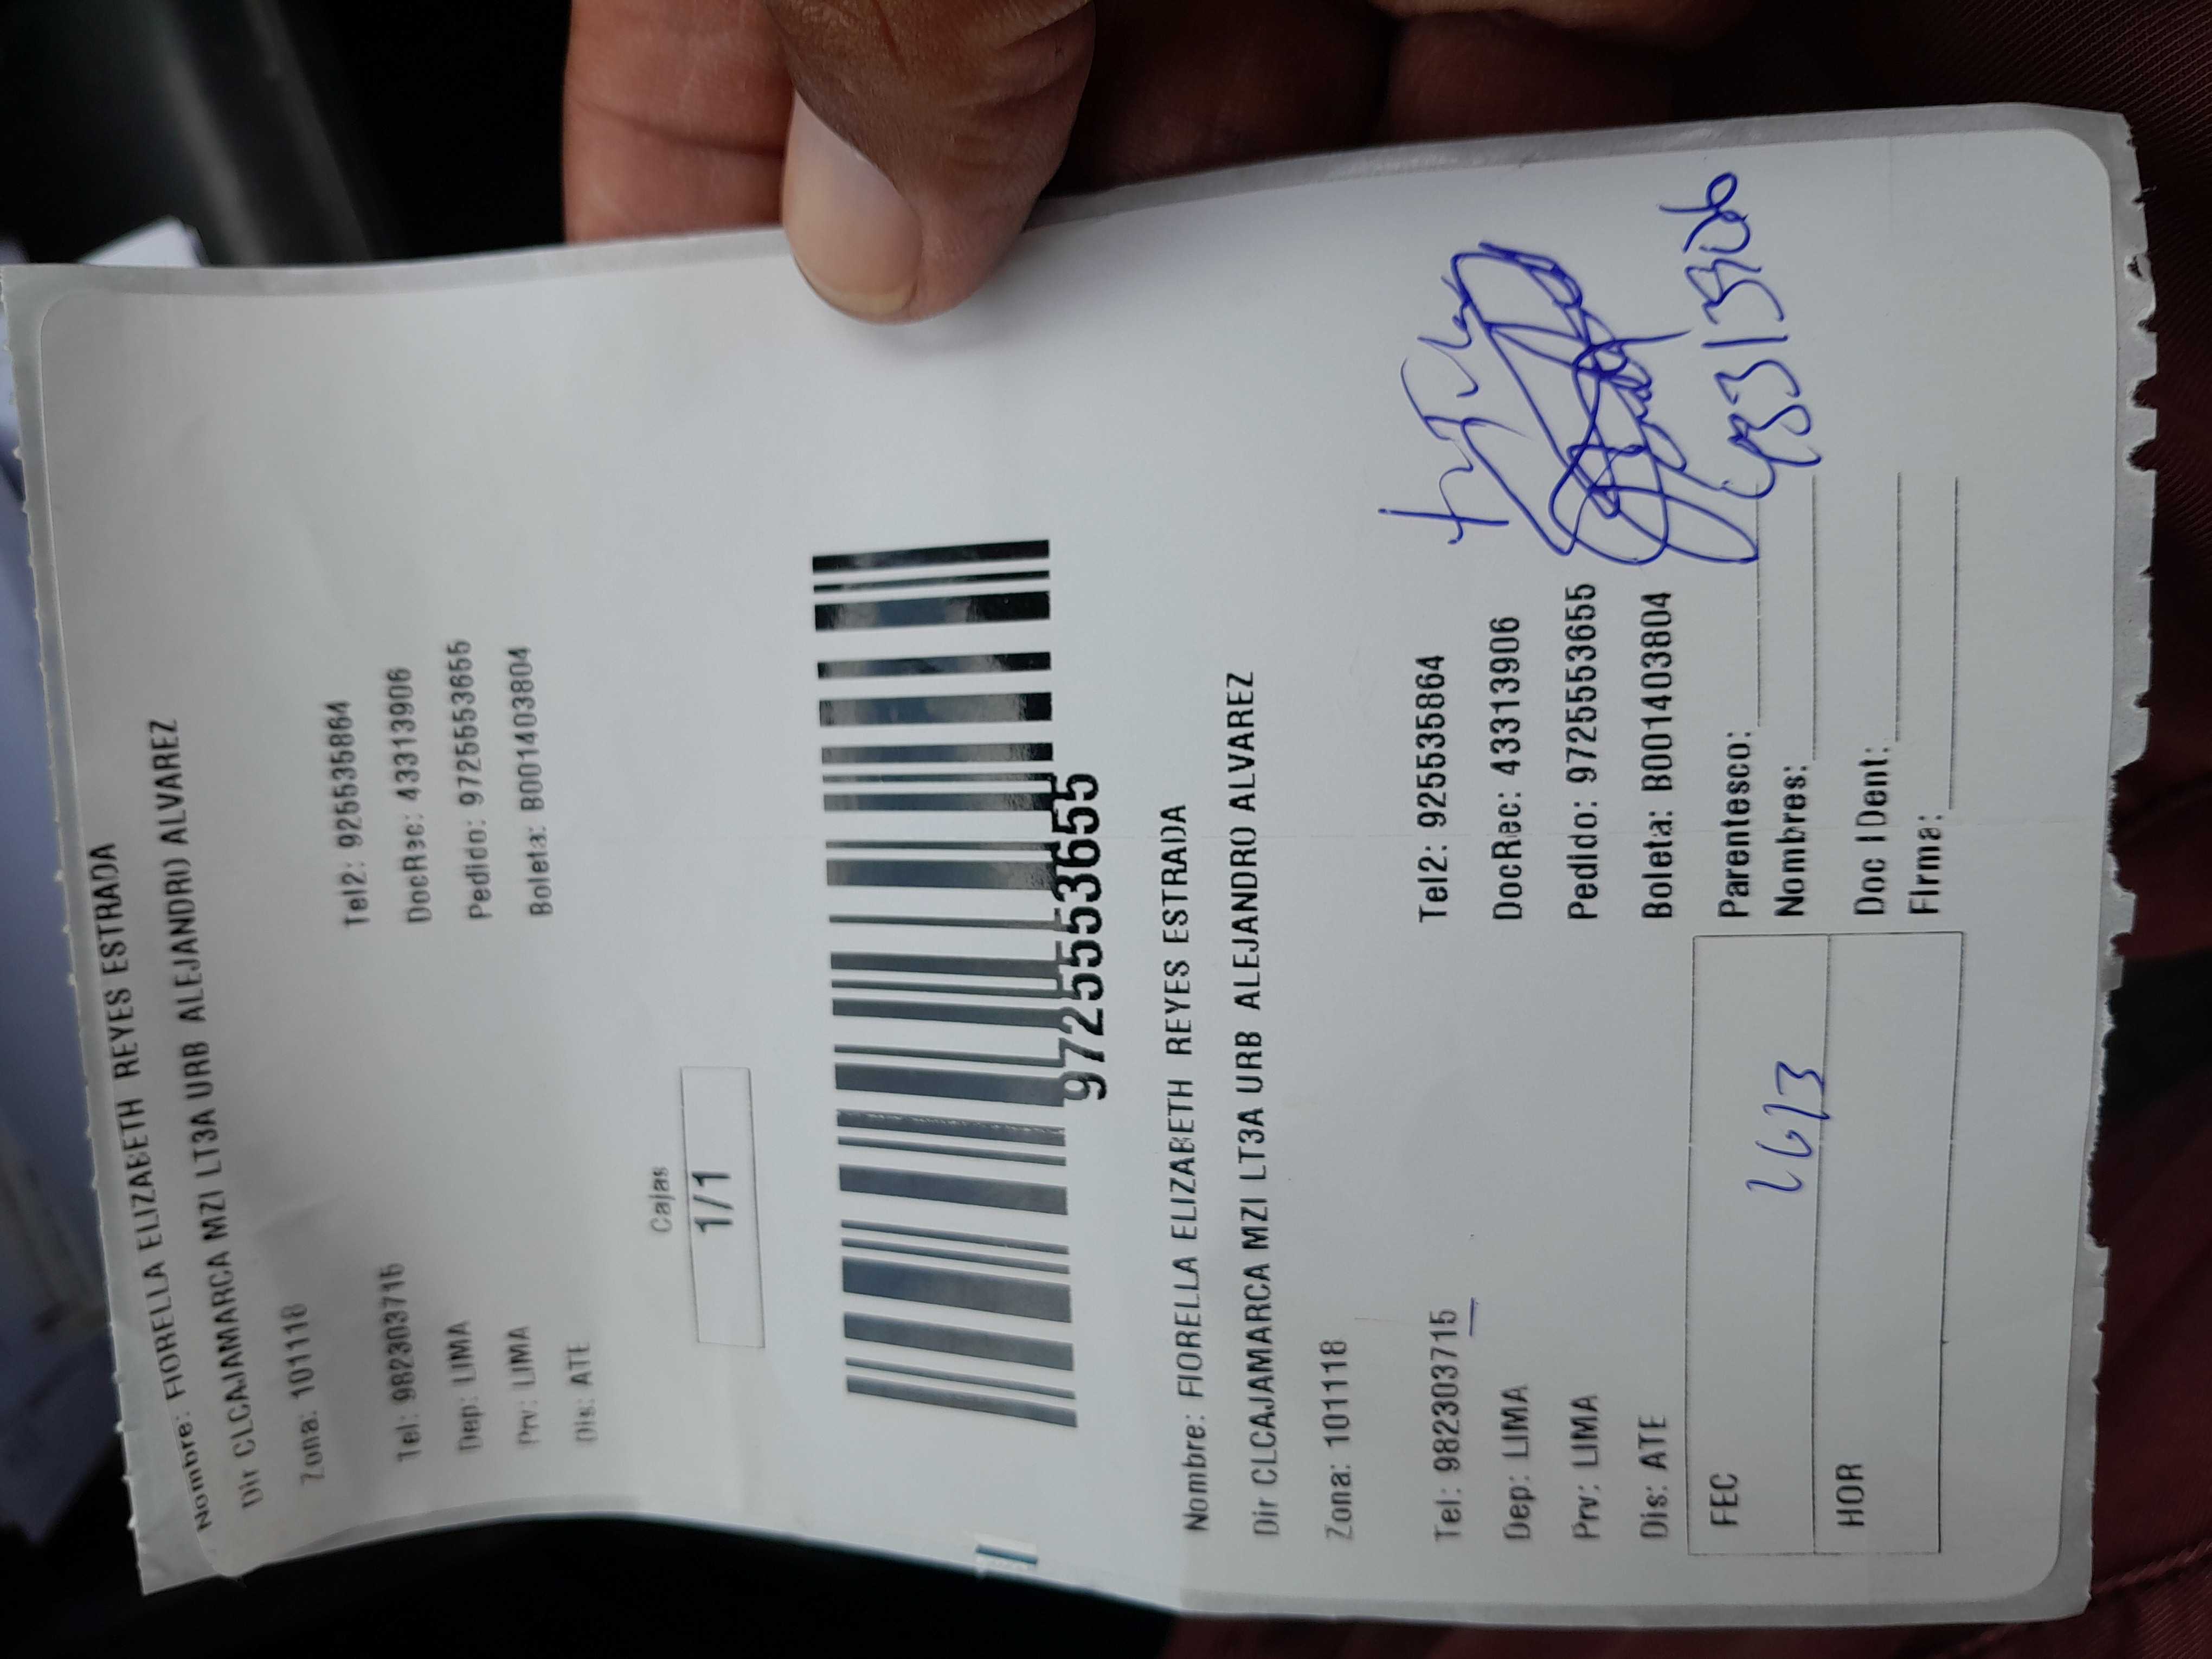 Nombre: FIORELLA ELIZABETH REYES ESTRADA
Dir CLCAJAMARCA MZI LT3A URB ALEJANDRO ALVAREZ
Zona: 101118
Tel: 982303715 Tel2: 925535864
Dep: LIMA DocRec: 43313906
Prv: LIMA Pedido: 9725553655
Dis: ATE Boleta: B001403804
Cajas
1/1
9725553655
Nombre: FIORELLA ELIZABETH REYES ESTRADA
Dir CLCAJAMARCA MZI LT3A URB ALEJANDRO ALVAREZ
Zona: 101118
Tel: 982303715 Tel2: 925535864
Dep: LIMA DocRec: 43313906
Prv: LIMA Pedido: 9725553655
Dis: ATE Boleta: B001403804
FEC Parentesco:
Nombres:
HOR Doc IDent:
Firma: